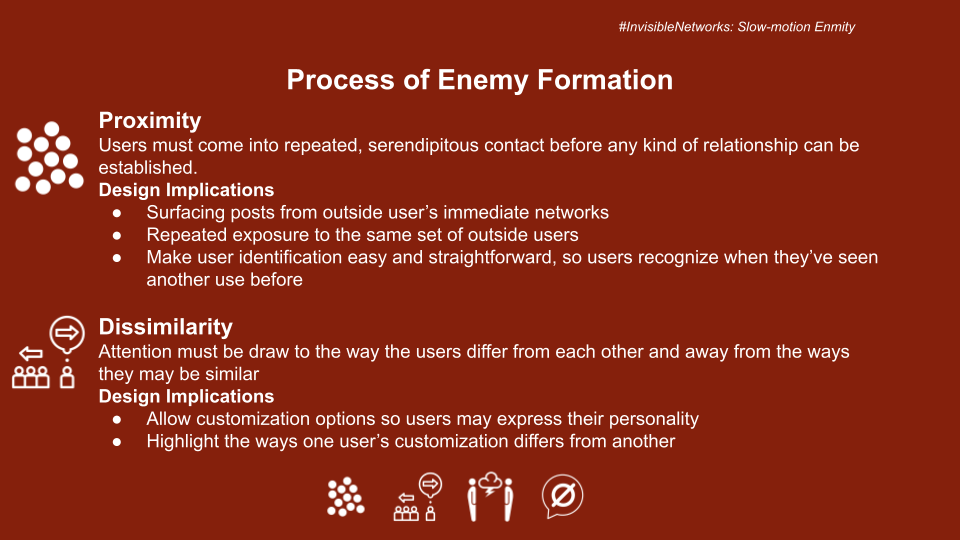 #InvisibleNetworks: Slow-motion Enmity
Process of Enemy Formation
Proximity
Users must come into repeated, serendipitous contact before any kind of relationship can be
established.
Design Implications
● Surfacing posts from outside user’s immediate networks
● Repeated exposure to the same set of outside users
● Make user identification easy and straightforward, so users recognize when they’ve seen
another use before
Dissimilarity
Attention must be draw to the way the users differ from each other and away from the ways
they may be similar
Design Implications
● Allow customization options so users may express their personality
● Highlight the ways one user’s customization differs from another